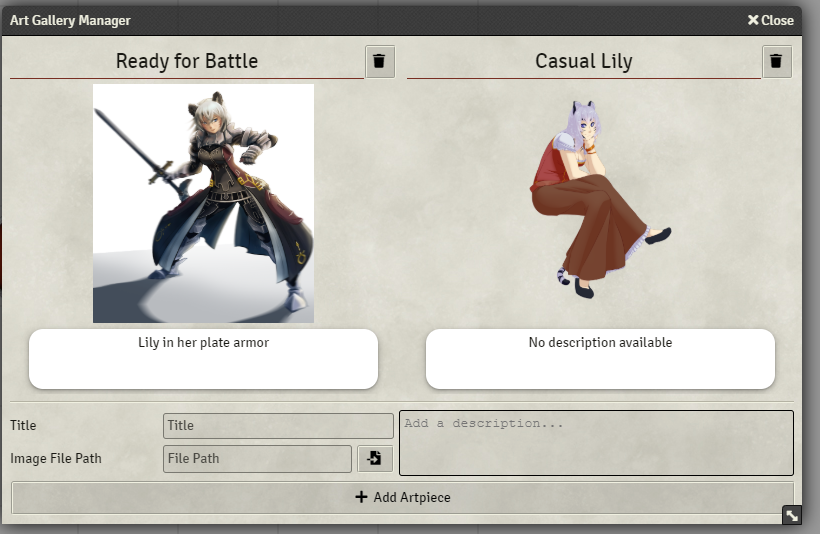 Art Gallery Manager
Close
Ready for Battle
Casual Lily
Lily in her plate armor
No description available
Title
Title
Add a description...
Image File Path
File Path
Add Artpiece